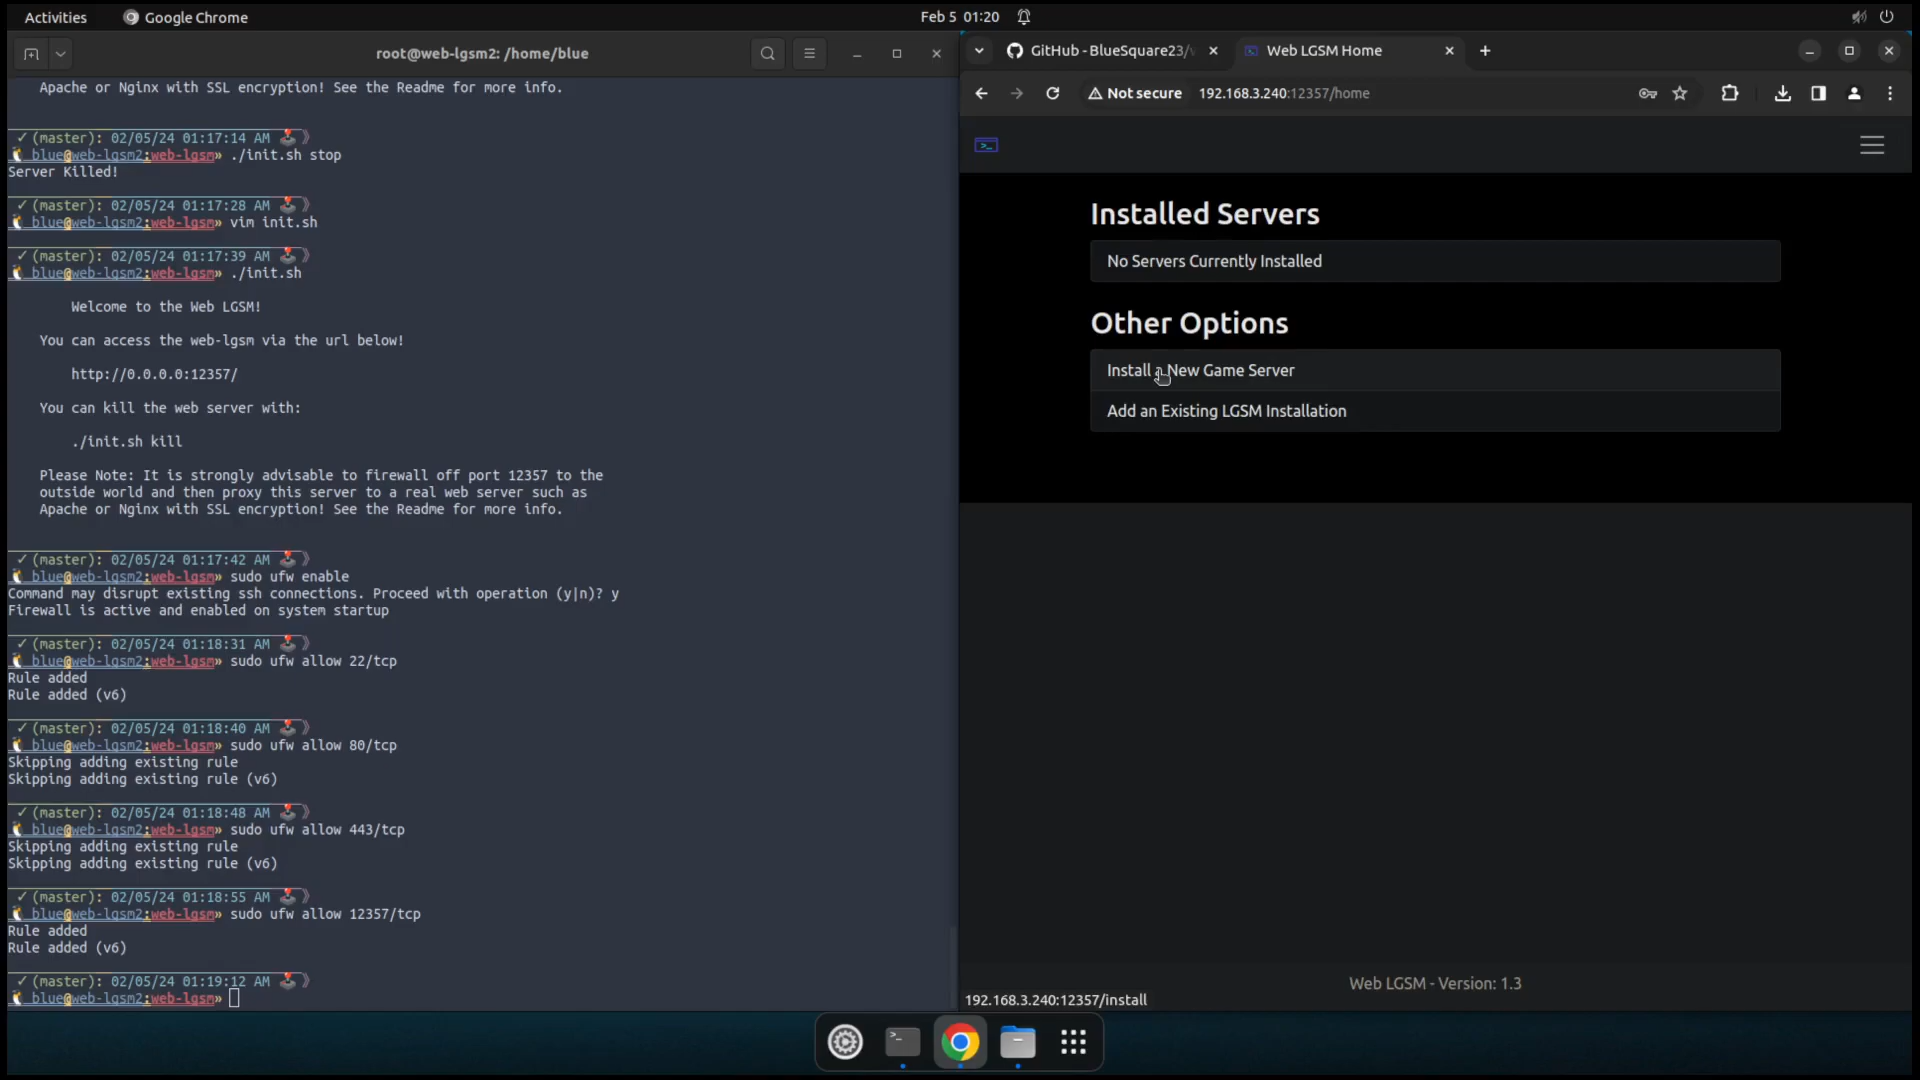 Activities
Google Chrome
Feb 5 01:20
root@web-lgsm2: /home/blue
Apache or Nginx with SSL encryption! See the Readme for more info.
✓ (master): 02/05/24 01:17:14 AM
blue@web-lgsm2:web-lgsm» ./init.sh stop
Server Killed!
✓ (master): 02/05/24 01:17:28 AM
blue@web-lgsm2:web-lgsm» vim init.sh
✓ (master): 02/05/24 01:17:39 AM
blue@web-lgsm2:web-lgsm» ./init.sh
Welcome to the Web LGSM!
You can access the web-lgsm via the url below!
http://0.0.0.0:12357/
You can kill the web server with:
./init.sh kill
Please Note: It is strongly advisable to firewall off port 12357 to the
outside world and then proxy this server to a real web server such as
Apache or Nginx with SSL encryption! See the Readme for more info.
✓ (master): 02/05/24 01:17:42 AM
blue@web-lgsm2:web-lgsm» sudo ufw enable
Command may disrupt existing ssh connections. Proceed with operation (y|n)? y
Firewall is active and enabled on system startup
✓ (master): 02/05/24 01:18:31 AM
blue@web-lgsm2:web-lgsm» sudo ufw allow 22/tcp
Rule added
Rule added (v6)
✓ (master): 02/05/24 01:18:40 AM
blue@web-lgsm2:web-lgsm» sudo ufw allow 80/tcp
Skipping adding existing rule
Skipping adding existing rule (v6)
✓ (master): 02/05/24 01:18:48 AM
blue@web-lgsm2:web-lgsm» sudo ufw allow 443/tcp
Skipping adding existing rule
Skipping adding existing rule (v6)
✓ (master): 02/05/24 01:18:55 AM
blue@web-lgsm2:web-lgsm» sudo ufw allow 12357/tcp
Rule added
Rule added (v6)
✓ (master): 02/05/24 01:19:12 AM
blue@web-lgsm2:web-lgsm»
GitHub - BlueSquare23/
Web LGSM Home
Not secure
192.168.3.240:12357/home
Installed Servers
No Servers Currently Installed
Other Options
Install a New Game Server
Add an Existing LGSM Installation
Web LGSM - Version: 1.3
192.168.3.240:12357/install